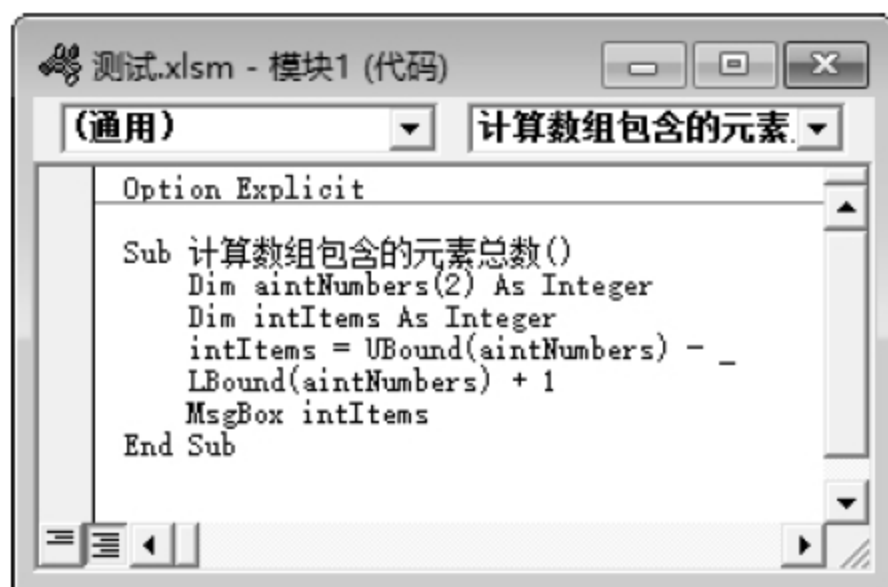 测试.xlsm - 模块1 (代码)
(通用)
计算数组包含的元素.
Option Explicit
Sub 计算数组包含的元素总数()
Dim aintNumbers(2) As Integer
Dim intItems As Integer
intItems = UBound(aintNumbers) - _
LBound(aintNumbers) + 1
MsgBox intItems
End Sub